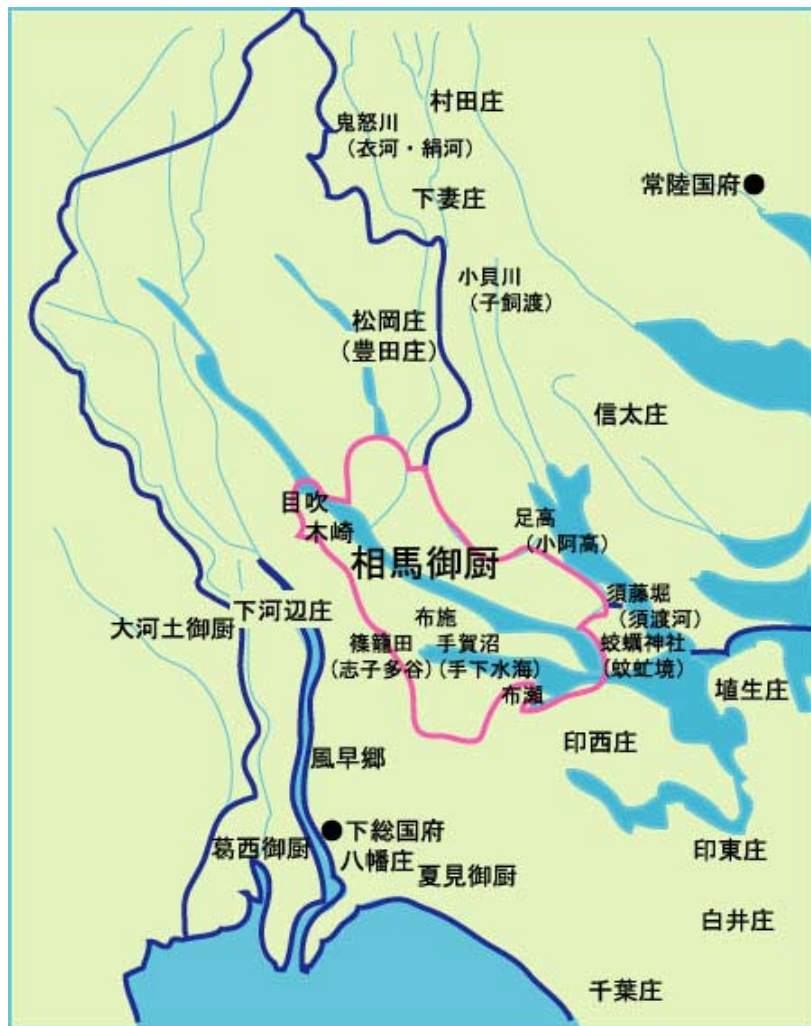 村田庄
鬼怒川
（衣河・絹河）
常陸国府
下妻庄
小貝川
（子飼渡）
松岡庄
（豊田庄）
信太庄
目吹
木崎
足高
（小阿高）
相馬御厨
須藤堀
（須渡河）
下河辺庄
大河土御厨
布施
篠籠田
（志子多谷）
手賀沼
（手下水海）
蛟蝄神社
（蚊虻境）
布瀬
埴生庄
印西庄
風早郷
下総国府
八幡庄
葛西御厨
夏見御厨
印東庄
白井庄
千葉庄